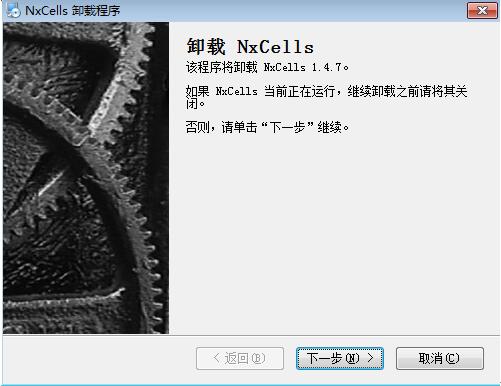 NxCells 卸载程序
卸载 NxCells
该程序将卸载 NxCells 1.4.7。
如果 NxCells 当前正在运行，继续卸载之前请将其关
闭。
否则，请单击“下一步”继续。
< 返回(B)
下一步(N) >
取消(C)